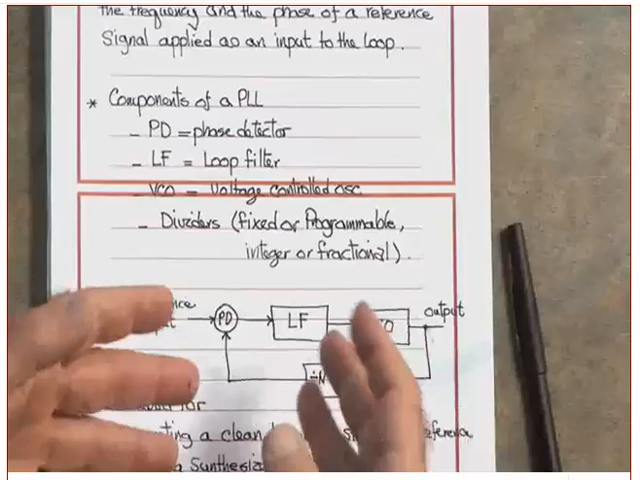 the frequency and the phase of a reference
Signal applied as an input to the loop.
* Components of a PLL
- PD = phase detector
- LF = Loop filter
- VCO = Voltage controlled osc
- Dividers (fixed or Programmable,
integer or fractional).
output
PD
LF
÷N
a clean
a Synthesiz